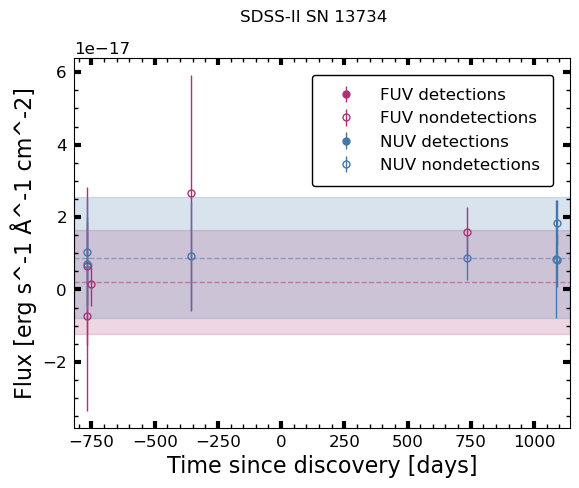 SDSS-II SN 13734
1e−17
6
4
2
0
−2
Flux [erg s^-1 Å^-1 cm^-2]
FUV detections
FUV nondetections
NUV detections
NUV nondetections
−750 −500 −250 0 250 500 750 1000
Time since discovery [days]